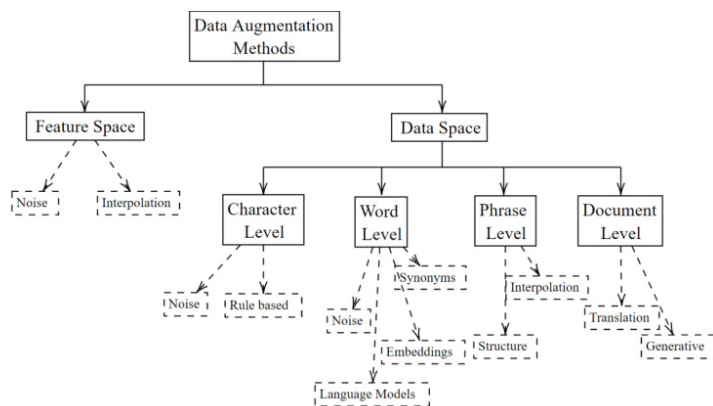 Data Augmentation
Methods
Feature Space
Data Space
Noise
Interpolation
Character
Level
Word
Level
Phrase
Level
Document
Level
Noise
Rule based
Synonyms
Noise
Embeddings
Language Models
Interpolation
Structure
Translation
Generative